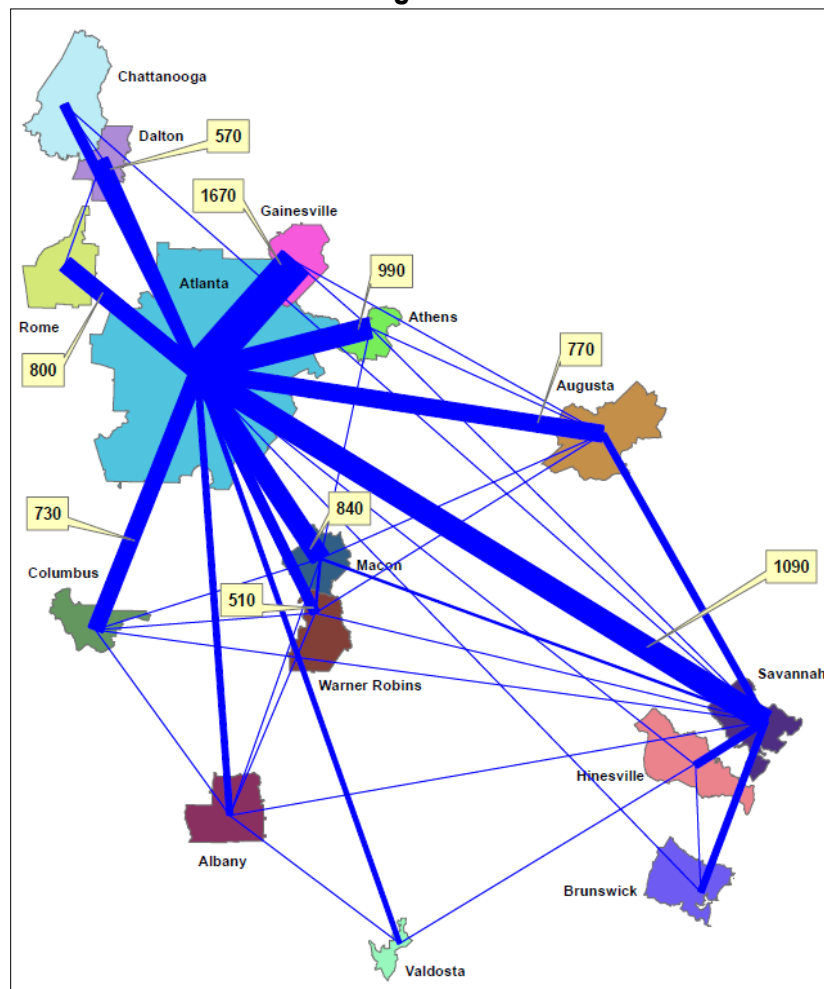 Chattanooga
Dalton
570
1670
Gainesville
990
Atlanta
Athens
Rome
800
770
Augusta
730
840
Macon
1090
Columbus
510
Warner Robins
Savannah
Hinesville
Albany
Brunswick
Valdosta